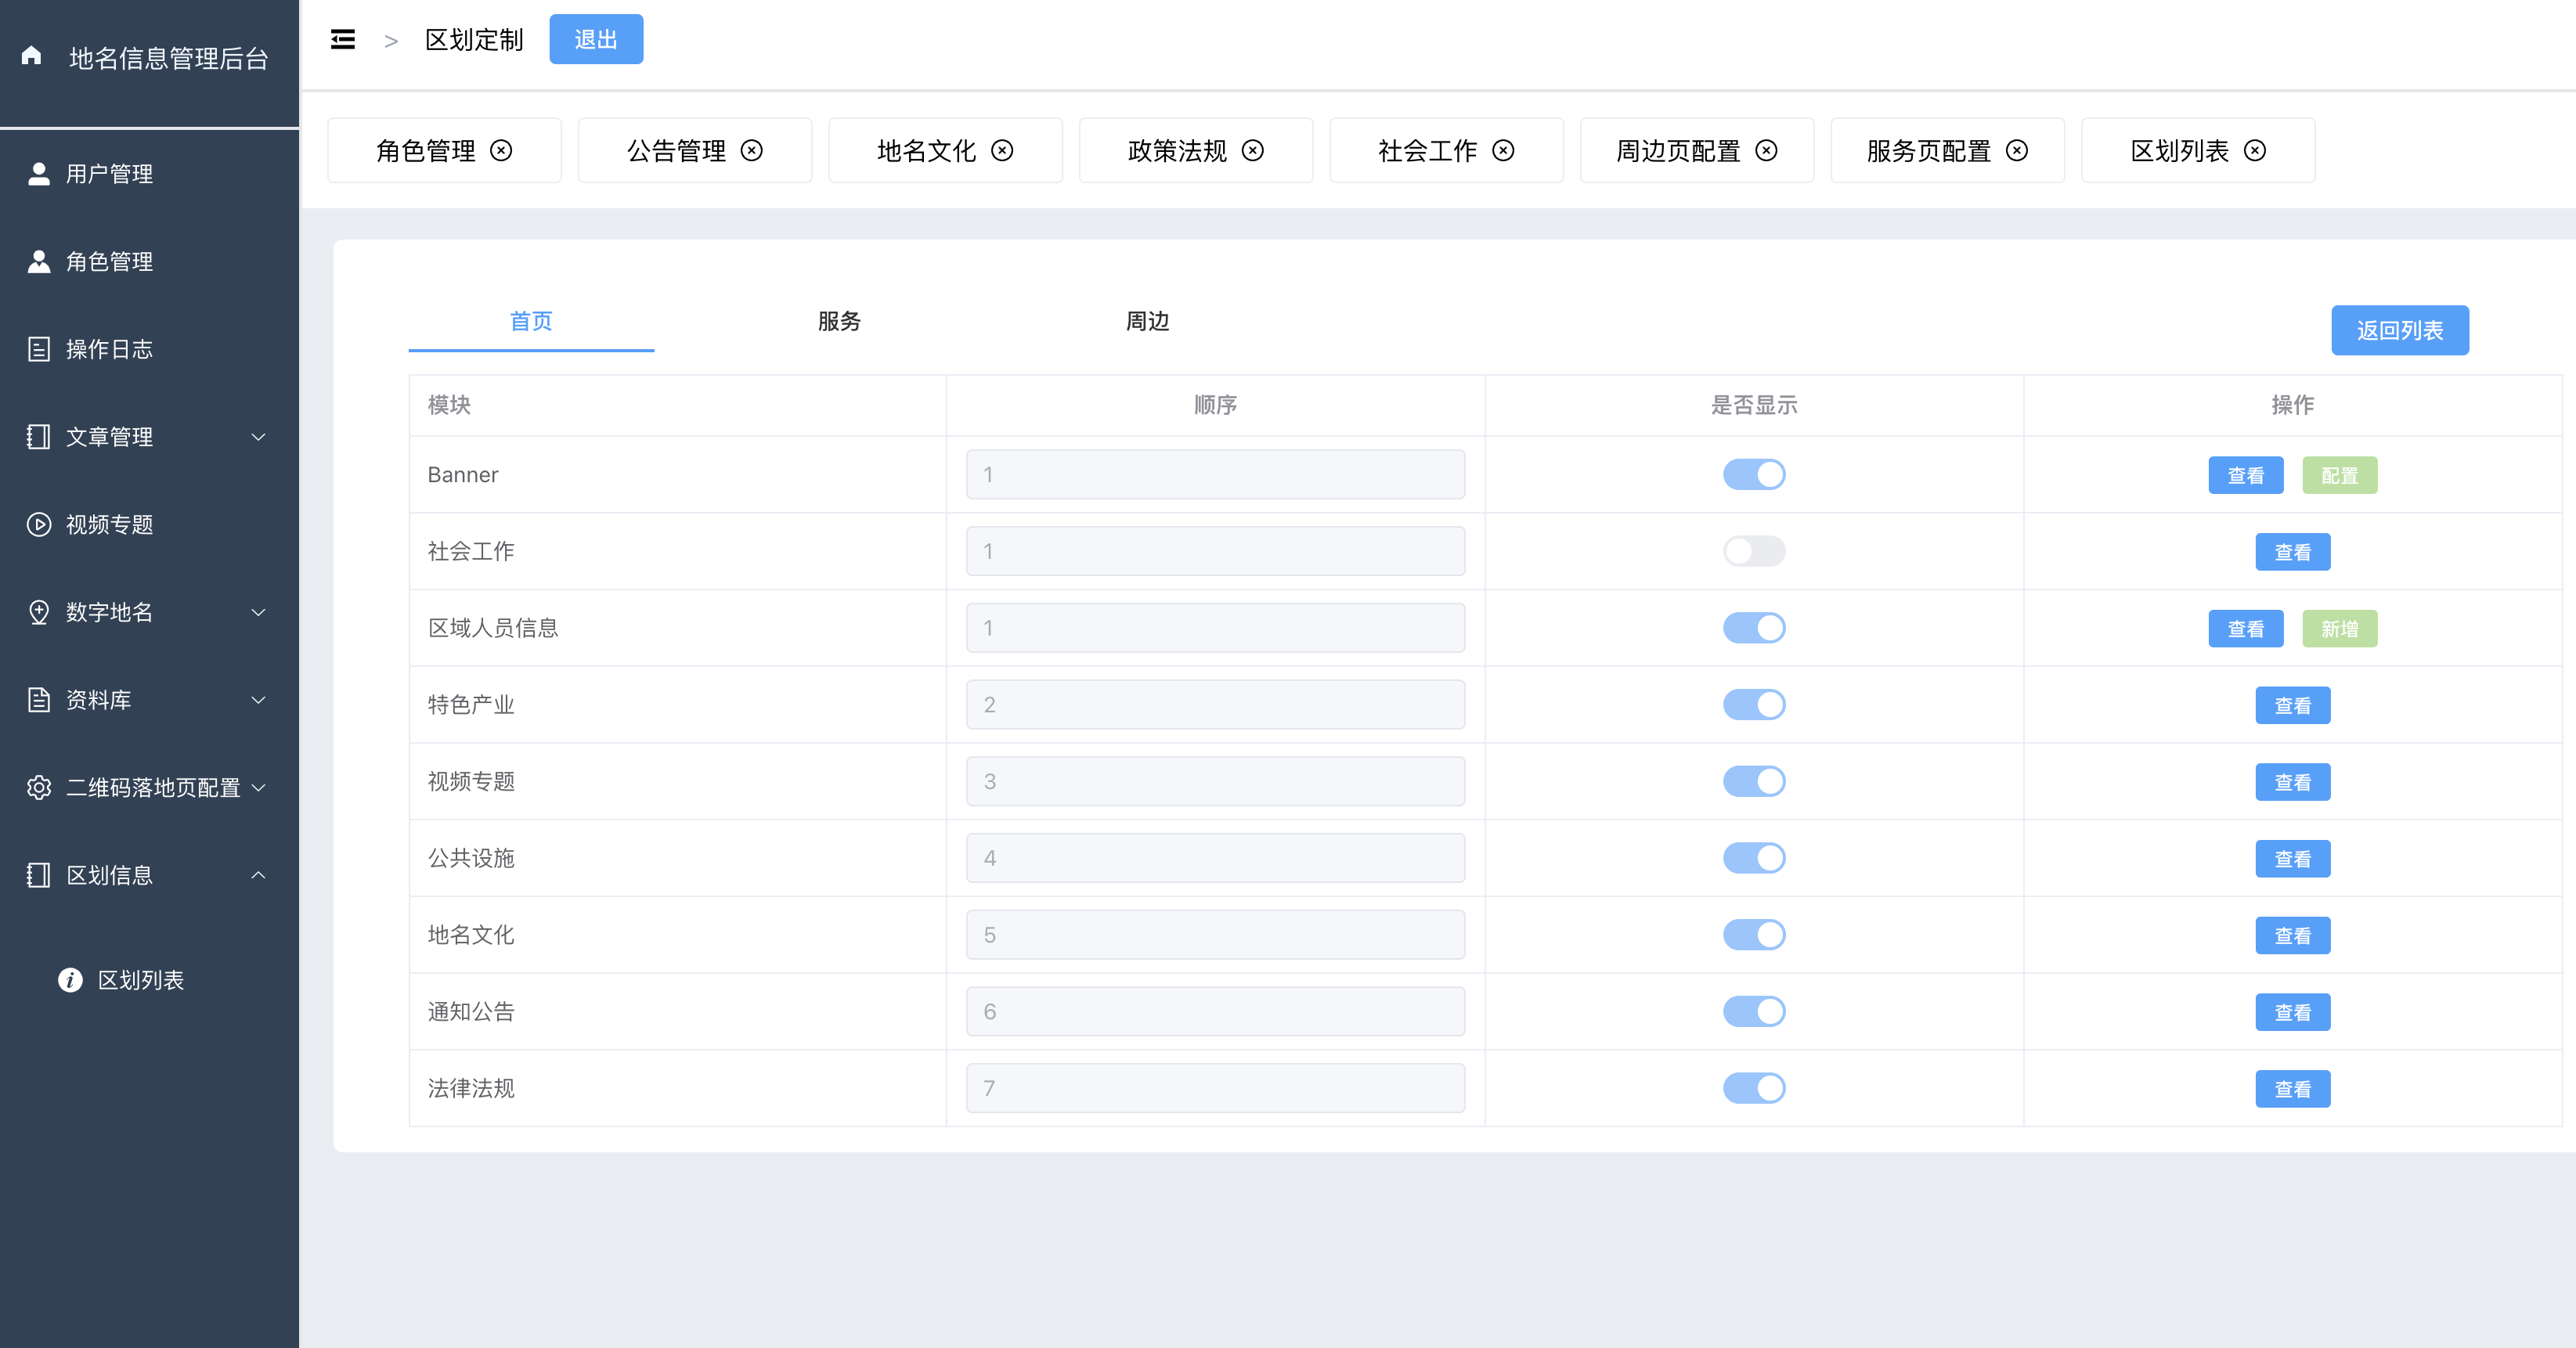 地名信息管理后台
用户管理
角色管理
操作日志
文章管理
视频专题
数字地名
资料库
二维码落地页配置
区划信息
区划列表
> 区划定制 退出
角色管理 公告管理 地名文化 政策法规 社会工作 周边页配置 服务页配置 区划列表
首页 服务 周边 返回列表
模块 顺序 是否显示 操作
Banner 1 查看 配置
社会工作 1 查看
区域人员信息 1 查看 新增
特色产业 2 查看
视频专题 3 查看
公共设施 4 查看
地名文化 5 查看
通知公告 6 查看
法律法规 7 查看